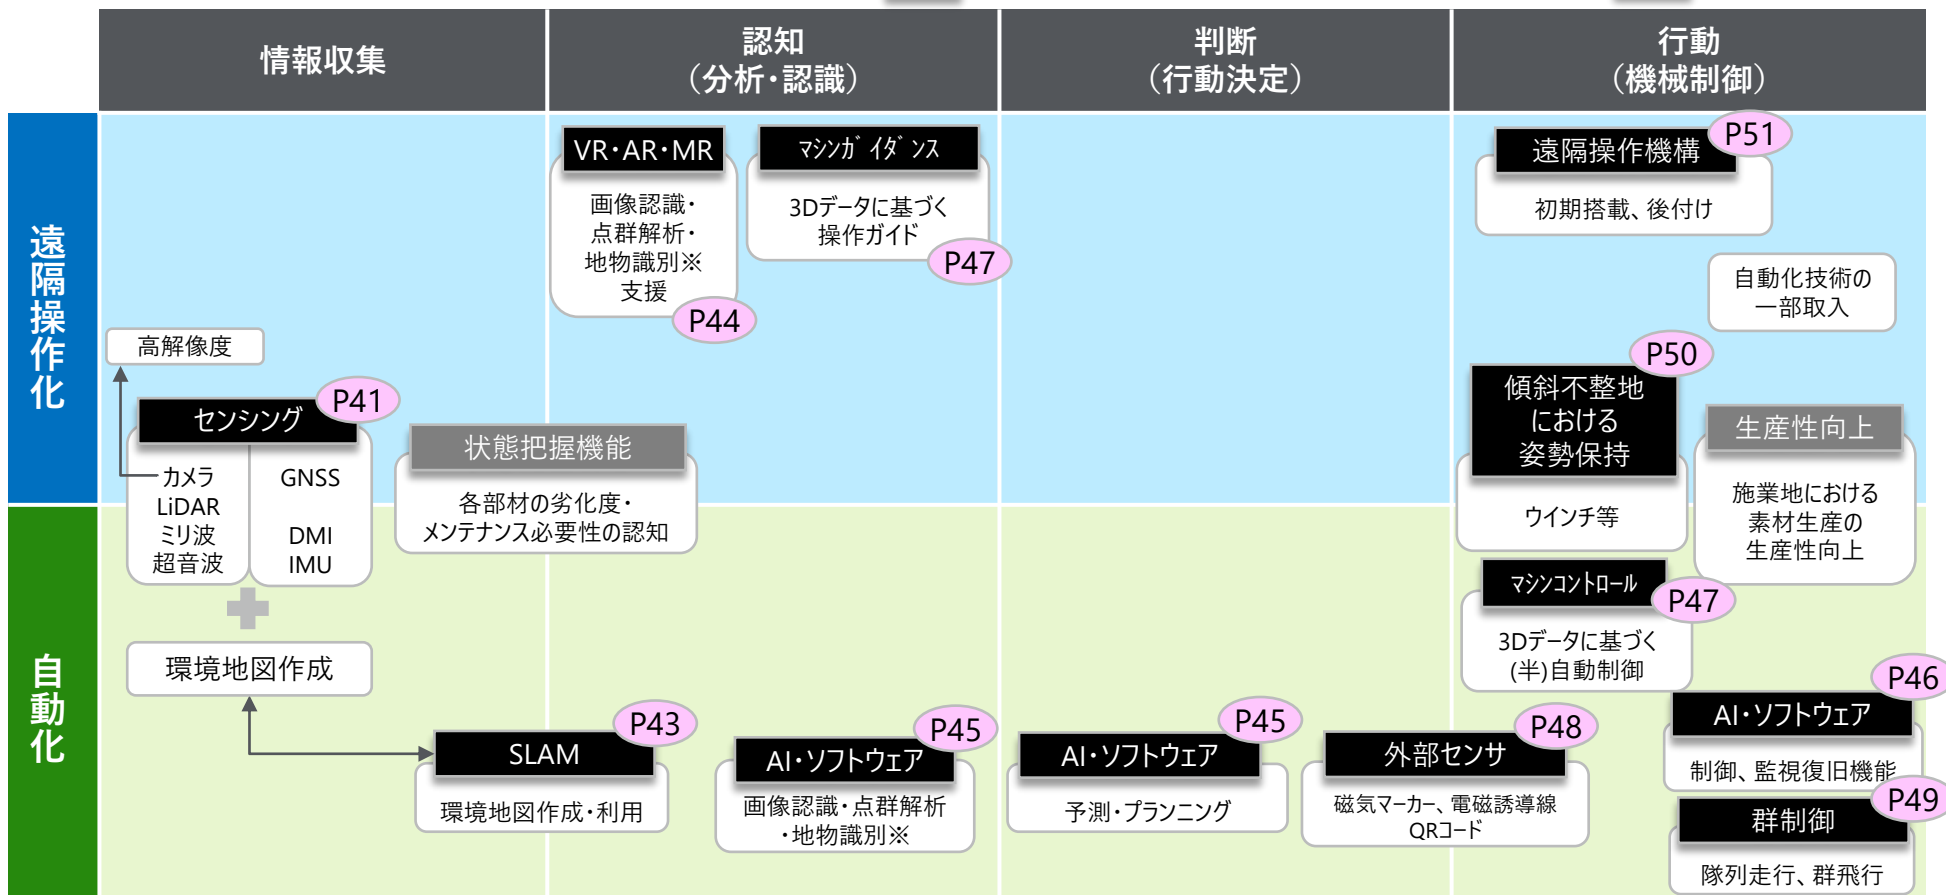 情報収集
認知
（分析・認識）
判断
（行動決定）
行動
（機械制御）
遠隔操作化
VR・AR・MR
画像認識・
点群解析・
地物識別※
支援
P44
マシンガイダンス
3Dデータに基づく
操作ガイド
P47
遠隔操作機構
P51
初期搭載、後付け
自動化技術の
一部取入
高解像度
センシング
P41
カメラ
LiDAR
ミリ波
超音波
GNSS
DMI
IMU
状態把握機能
各部材の劣化度・
メンテナンス必要性の認知
P50
傾斜不整地
における
姿勢保持
ウインチ等
生産性向上
施業地における
素材生産の
生産性向上
自動化
環境地図作成
マシンコントロール
P47
3Dデータに基づく
(半)自動制御
SLAM
P43
環境地図作成・利用
AI・ソフトウェア
P45
画像認識・点群解析
・地物識別※
AI・ソフトウェア
P45
予測・プランニング
外部センサ
P48
磁気マーカー、電磁誘導線
QRコード
AI・ソフトウェア
P46
制御、監視復旧機能
群制御
P49
隊列走行、群飛行